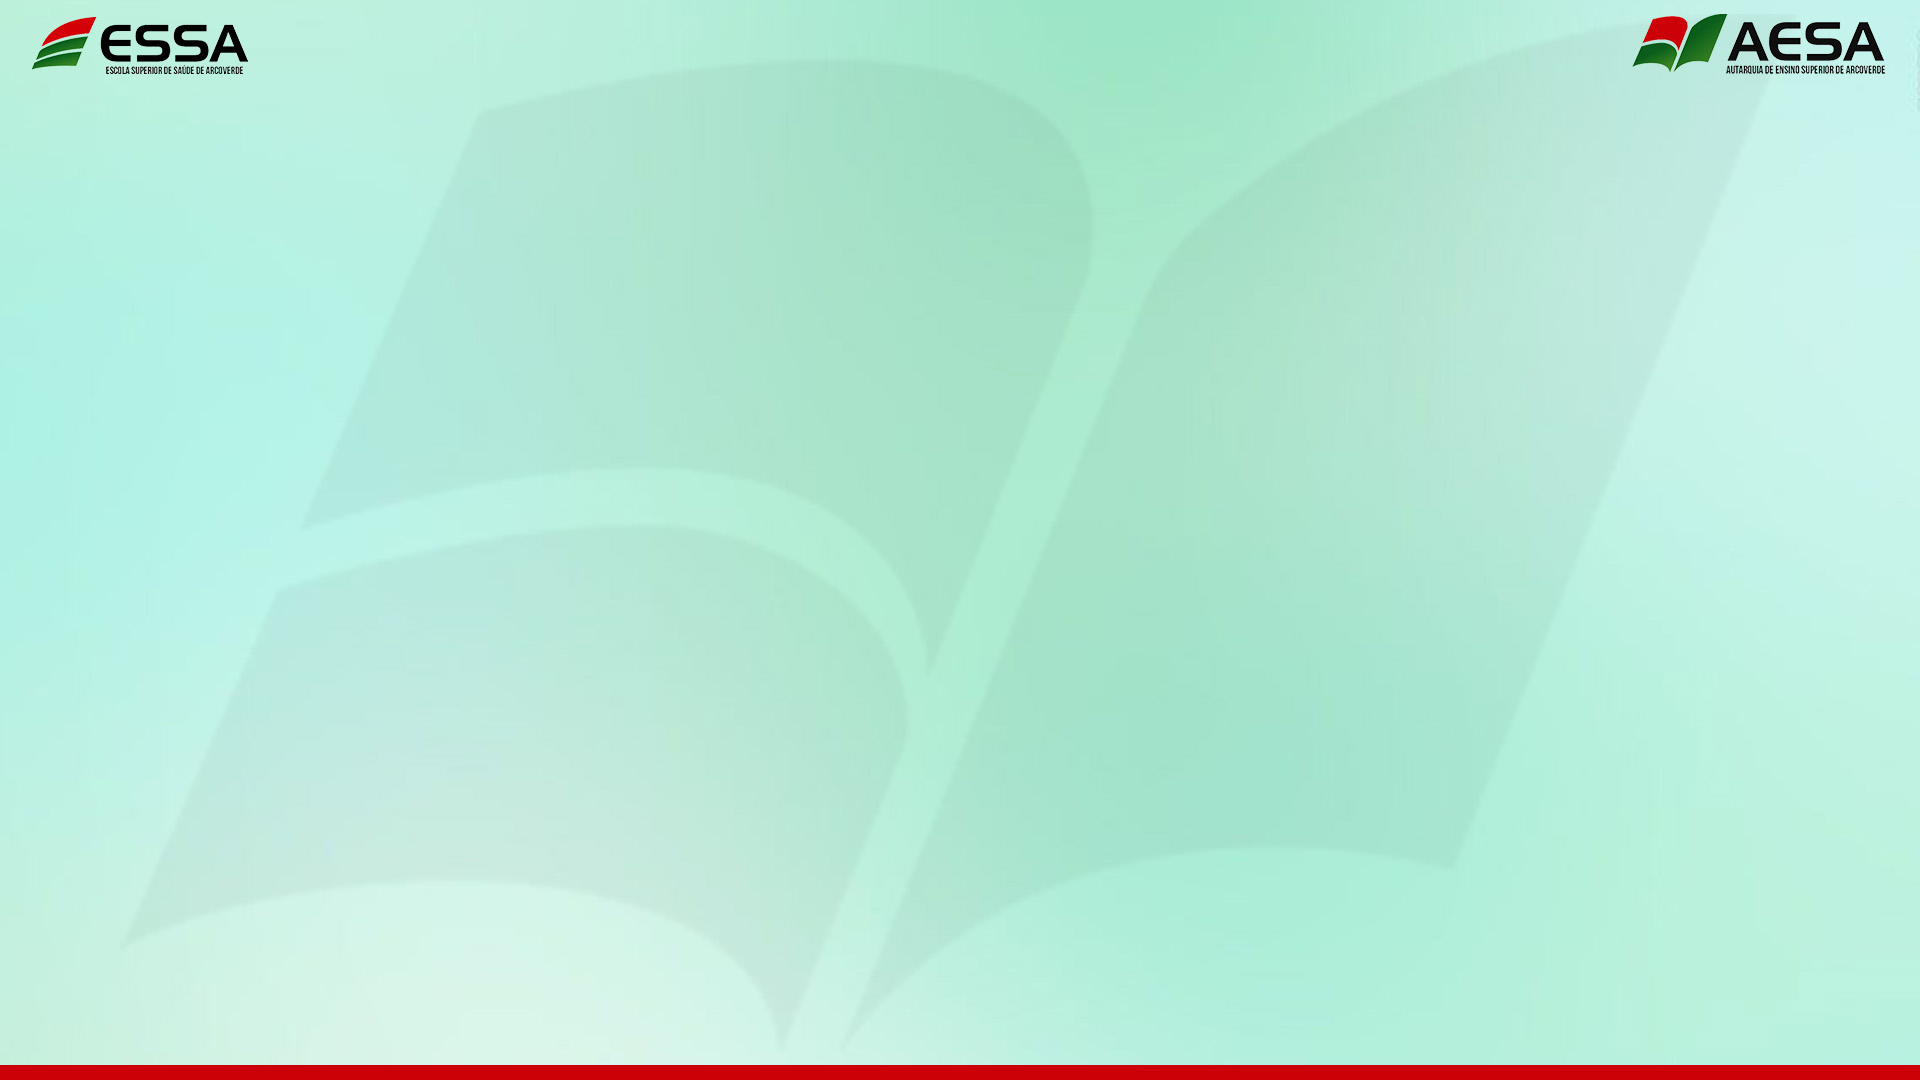 ESSA
ESCOLA SUPERIOR DE SAÚDE DE ARCOVERDE
AESA
AUTARQUIA DE ENSINO SUPERIOR DE ARCOVERDE